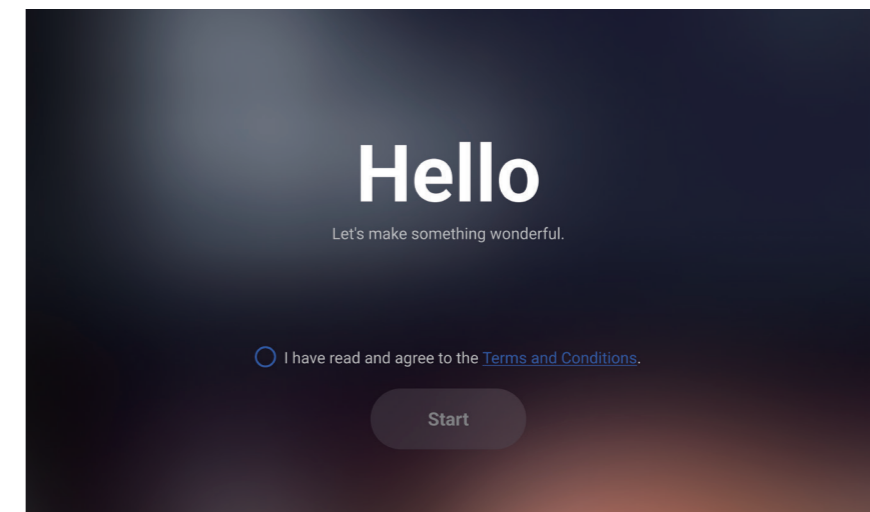 Hello
Let's make something wonderful.
I have read and agree to the Terms and Conditions.
Start